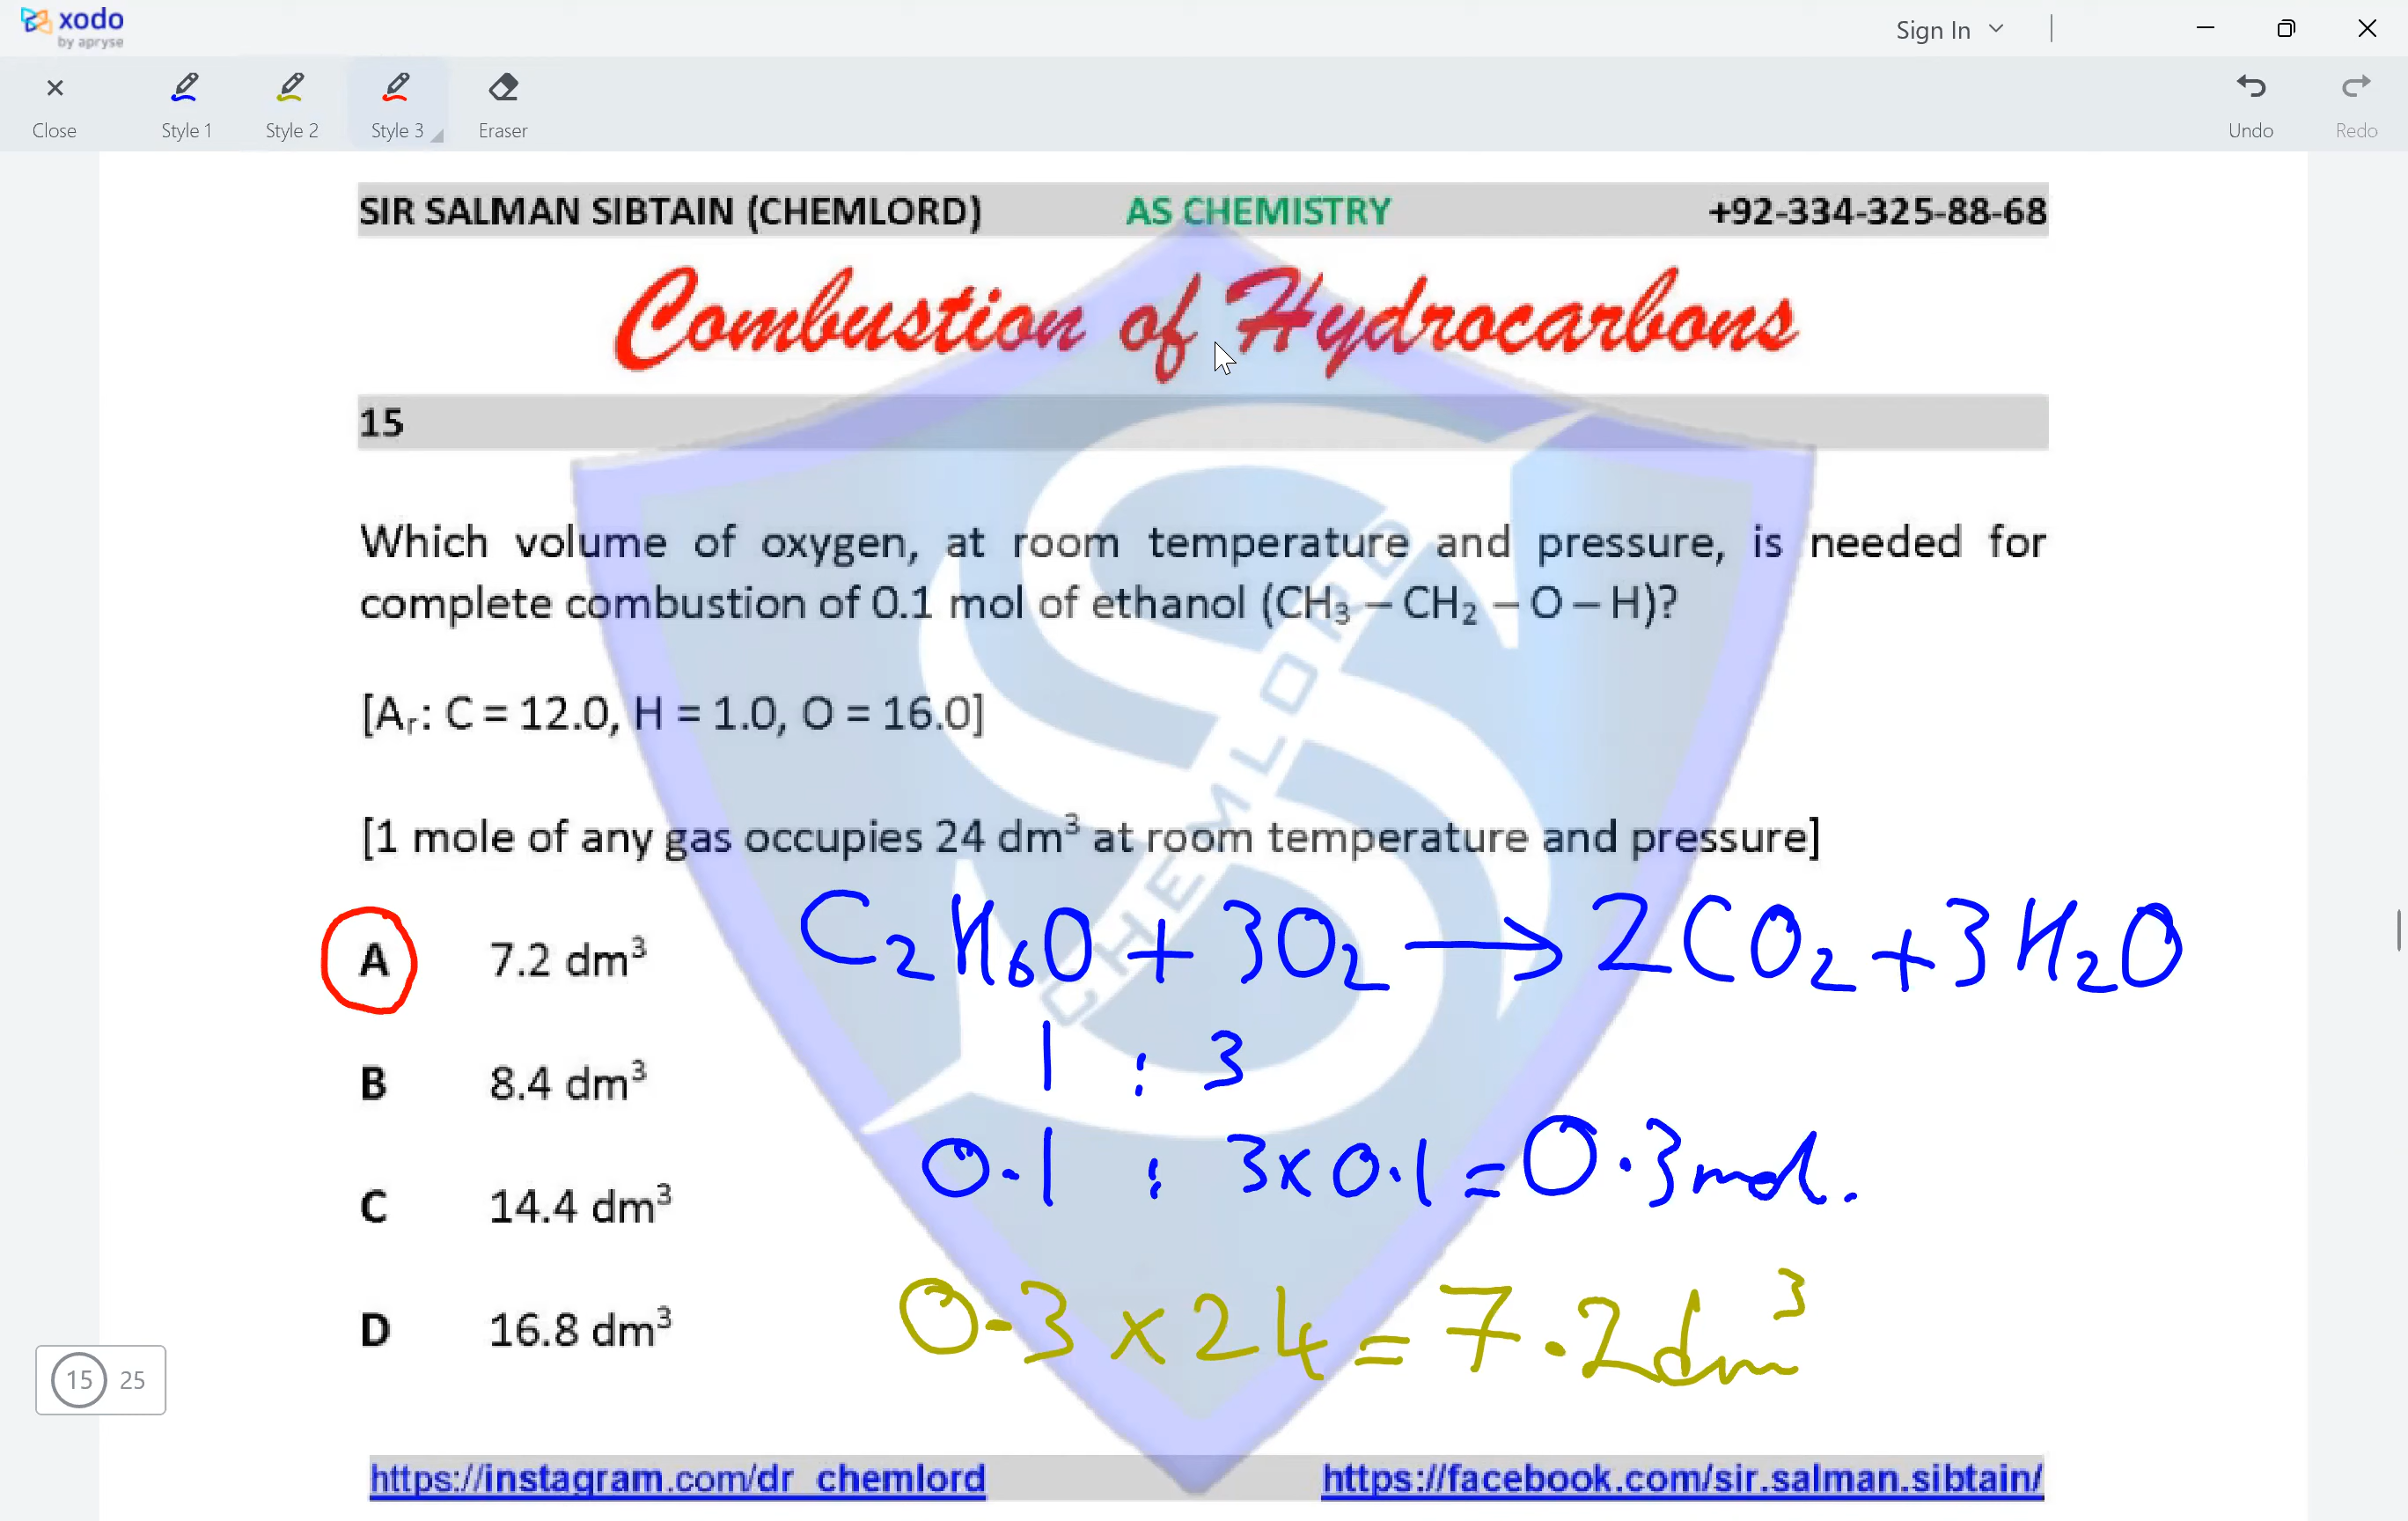 xodo
by apryse
Sign In
Close
Style 1
Style 2
Style 3
Eraser
Undo
Redo
SIR SALMAN SIBTAIN (CHEMLORD) AS CHEMISTRY +92-334-325-88-68
Combustion of Hydrocarbons
15
Which volume of oxygen, at room temperature and pressure, is needed for
complete combustion of 0.1 mol of ethanol (CH₃ – CH₂ – O – H)?
[Aᵣ: C = 12.0, H = 1.0, O = 16.0]
[1 mole of any gas occupies 24 dm³ at room temperature and pressure]
CHEMLORD
A 7.2 dm³
C₂H₆O + 3O₂ → 2CO₂ + 3H₂O
B 8.4 dm³
1 : 3
C 14.4 dm³
0.1 : 3x0.1 = 0.3 mol.
D 16.8 dm³
0.3 x 24 = 7.2 dm³
15 25
https://instagram.com/dr_chemlord https://facebook.com/sir.salman.sibtain/